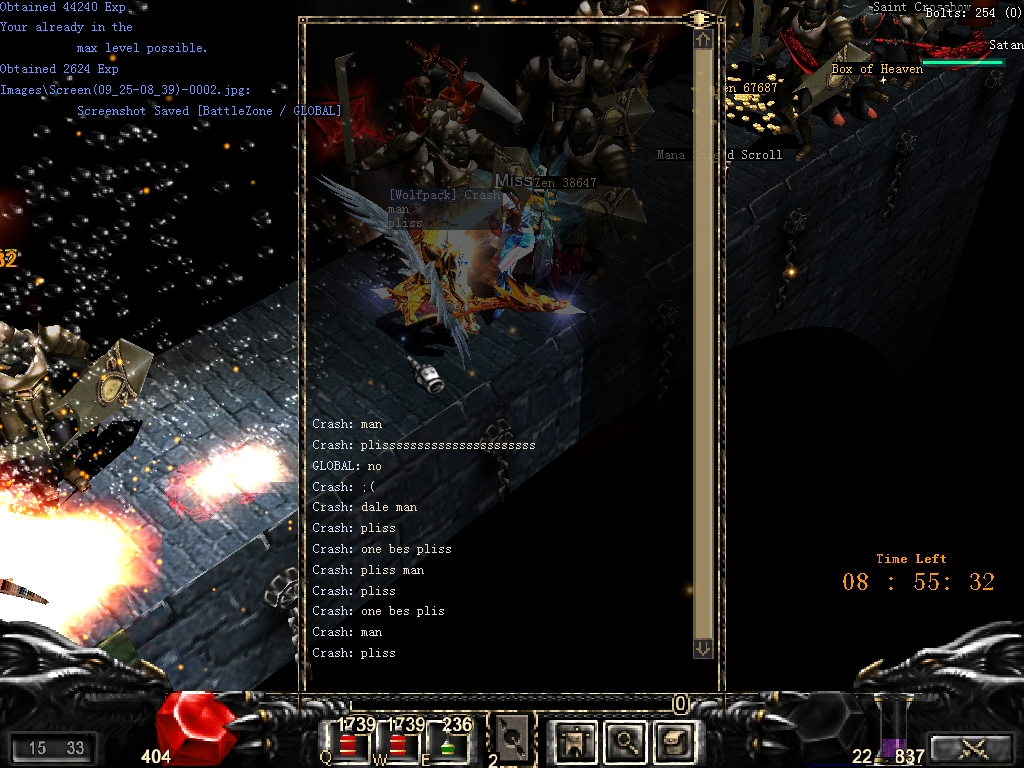 Obtained 44240 Exp
Your already in the
max level possible.
Obtained 2624 Exp
Images\Screen(09_25-08_39)-0002.jpg:
Screenshot Saved [BattleZone / GLOBAL]
Saint Crossbow
Bolts: 254 (0)
Satan
Box of Heaven
Zen 67687
Mana Shield Scroll
Miss
Zen 38647
[Wolfpack] Crash
man
pliss
Crash: man
Crash: plisssssssssssssssssssssss
GLOBAL: no
Crash: ;(
Crash: dale man
Crash: pliss
Crash: one bes pliss
Crash: pliss man
Crash: pliss
Crash: one bes plis
Crash: man
Crash: pliss
Time Left
08 : 55: 32
0
1739 1739 236
Q W E 2
15 33
404
22 837